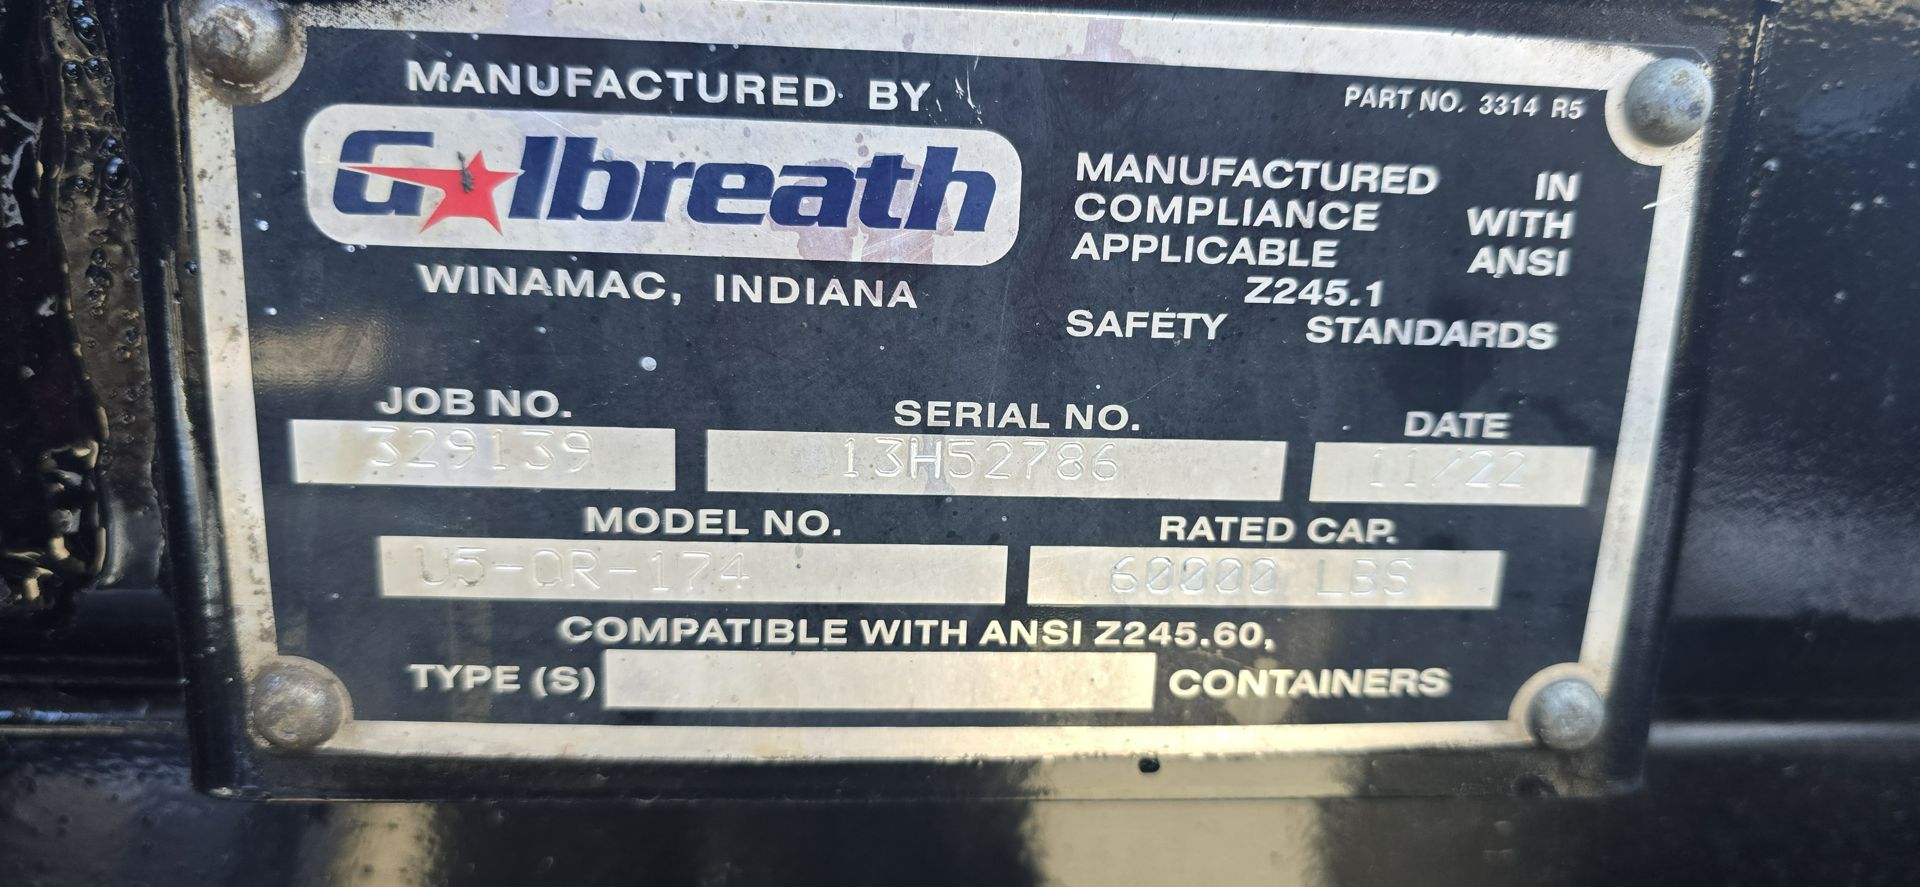 MANUFACTURED BY
Galbreath
WINAMAC, INDIANA
PART NO. 3314 R5
MANUFACTURED IN
COMPLIANCE WITH
APPLICABLE ANSI
Z245.1
SAFETY STANDARDS
JOB NO. SERIAL NO. DATE
329139 13H52786 11/22
MODEL NO. RATED CAP.
U5-OR-174 60000 LBS
COMPATIBLE WITH ANSI Z245.60,
TYPE (S) CONTAINERS